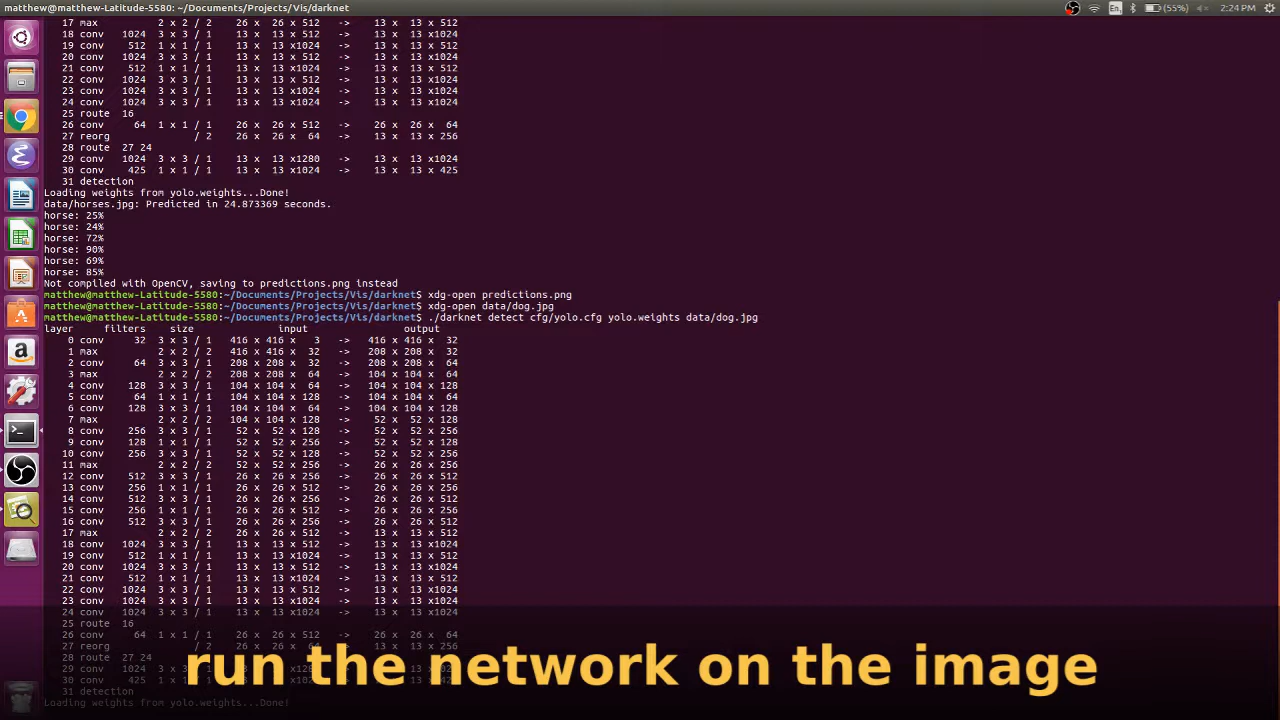 matthew@matthew-Latitude-5580: ~/Documents/Projects/Vis/darknet En (55%) 2:24 PM
17 max 2 x 2 / 2 26 x 26 x 512 -> 13 x 13 x 512
18 conv 1024 3 x 3 / 1 13 x 13 x 512 -> 13 x 13 x1024
19 conv 512 1 x 1 / 1 13 x 13 x1024 -> 13 x 13 x 512
20 conv 1024 3 x 3 / 1 13 x 13 x 512 -> 13 x 13 x1024
21 conv 512 1 x 1 / 1 13 x 13 x1024 -> 13 x 13 x 512
22 conv 1024 3 x 3 / 1 13 x 13 x 512 -> 13 x 13 x1024
23 conv 1024 3 x 3 / 1 13 x 13 x1024 -> 13 x 13 x1024
24 conv 1024 3 x 3 / 1 13 x 13 x1024 -> 13 x 13 x1024
25 route 16
26 conv 64 1 x 1 / 1 26 x 26 x 512 -> 26 x 26 x 64
27 reorg / 2 26 x 26 x 64 -> 13 x 13 x 256
28 route 27 24
29 conv 1024 3 x 3 / 1 13 x 13 x1280 -> 13 x 13 x1024
30 conv 425 1 x 1 / 1 13 x 13 x1024 -> 13 x 13 x 425
31 detection
Loading weights from yolo.weights...Done!
data/horses.jpg: Predicted in 24.873369 seconds.
horse: 25%
horse: 24%
horse: 72%
horse: 90%
horse: 69%
horse: 85%
Not compiled with OpenCV, saving to predictions.png instead
matthew@matthew-Latitude-5580:~/Documents/Projects/Vis/darknet$ xdg-open predictions.png
matthew@matthew-Latitude-5580:~/Documents/Projects/Vis/darknet$ xdg-open data/dog.jpg
matthew@matthew-Latitude-5580:~/Documents/Projects/Vis/darknet$ ./darknet detect cfg/yolo.cfg yolo.weights data/dog.jpg
layer filters size input output
0 conv 32 3 x 3 / 1 416 x 416 x 3 -> 416 x 416 x 32
1 max 2 x 2 / 2 416 x 416 x 32 -> 208 x 208 x 32
2 conv 64 3 x 3 / 1 208 x 208 x 32 -> 208 x 208 x 64
3 max 2 x 2 / 2 208 x 208 x 64 -> 104 x 104 x 64
4 conv 128 3 x 3 / 1 104 x 104 x 64 -> 104 x 104 x 128
5 conv 64 1 x 1 / 1 104 x 104 x 128 -> 104 x 104 x 64
6 conv 128 3 x 3 / 1 104 x 104 x 64 -> 104 x 104 x 128
7 max 2 x 2 / 2 104 x 104 x 128 -> 52 x 52 x 128
8 conv 256 3 x 3 / 1 52 x 52 x 128 -> 52 x 52 x 256
9 conv 128 1 x 1 / 1 52 x 52 x 256 -> 52 x 52 x 128
10 conv 256 3 x 3 / 1 52 x 52 x 128 -> 52 x 52 x 256
11 max 2 x 2 / 2 52 x 52 x 256 -> 26 x 26 x 256
12 conv 512 3 x 3 / 1 26 x 26 x 256 -> 26 x 26 x 512
13 conv 256 1 x 1 / 1 26 x 26 x 512 -> 26 x 26 x 256
14 conv 512 3 x 3 / 1 26 x 26 x 256 -> 26 x 26 x 512
15 conv 256 1 x 1 / 1 26 x 26 x 512 -> 26 x 26 x 256
16 conv 512 3 x 3 / 1 26 x 26 x 256 -> 26 x 26 x 512
17 max 2 x 2 / 2 26 x 26 x 512 -> 13 x 13 x 512
18 conv 1024 3 x 3 / 1 13 x 13 x 512 -> 13 x 13 x1024
19 conv 512 1 x 1 / 1 13 x 13 x1024 -> 13 x 13 x 512
20 conv 1024 3 x 3 / 1 13 x 13 x 512 -> 13 x 13 x1024
21 conv 512 1 x 1 / 1 13 x 13 x1024 -> 13 x 13 x 512
22 conv 1024 3 x 3 / 1 13 x 13 x 512 -> 13 x 13 x1024
23 conv 1024 3 x 3 / 1 13 x 13 x1024 -> 13 x 13 x1024
24 conv 1024 3 x 3 / 1 13 x 13 x1024 -> 13 x 13 x1024
25 route 16
26 conv 64 1 x 1 / 1 26 x 26 x 512 -> 26 x 26 x 64
27 reorg / 2 26 x 26 x 64 -> 13 x 13 x 256
28 route 27 24
29 conv
30 conv
31 detection
Loading weights from yolo.weights...Done!
run the network on the image